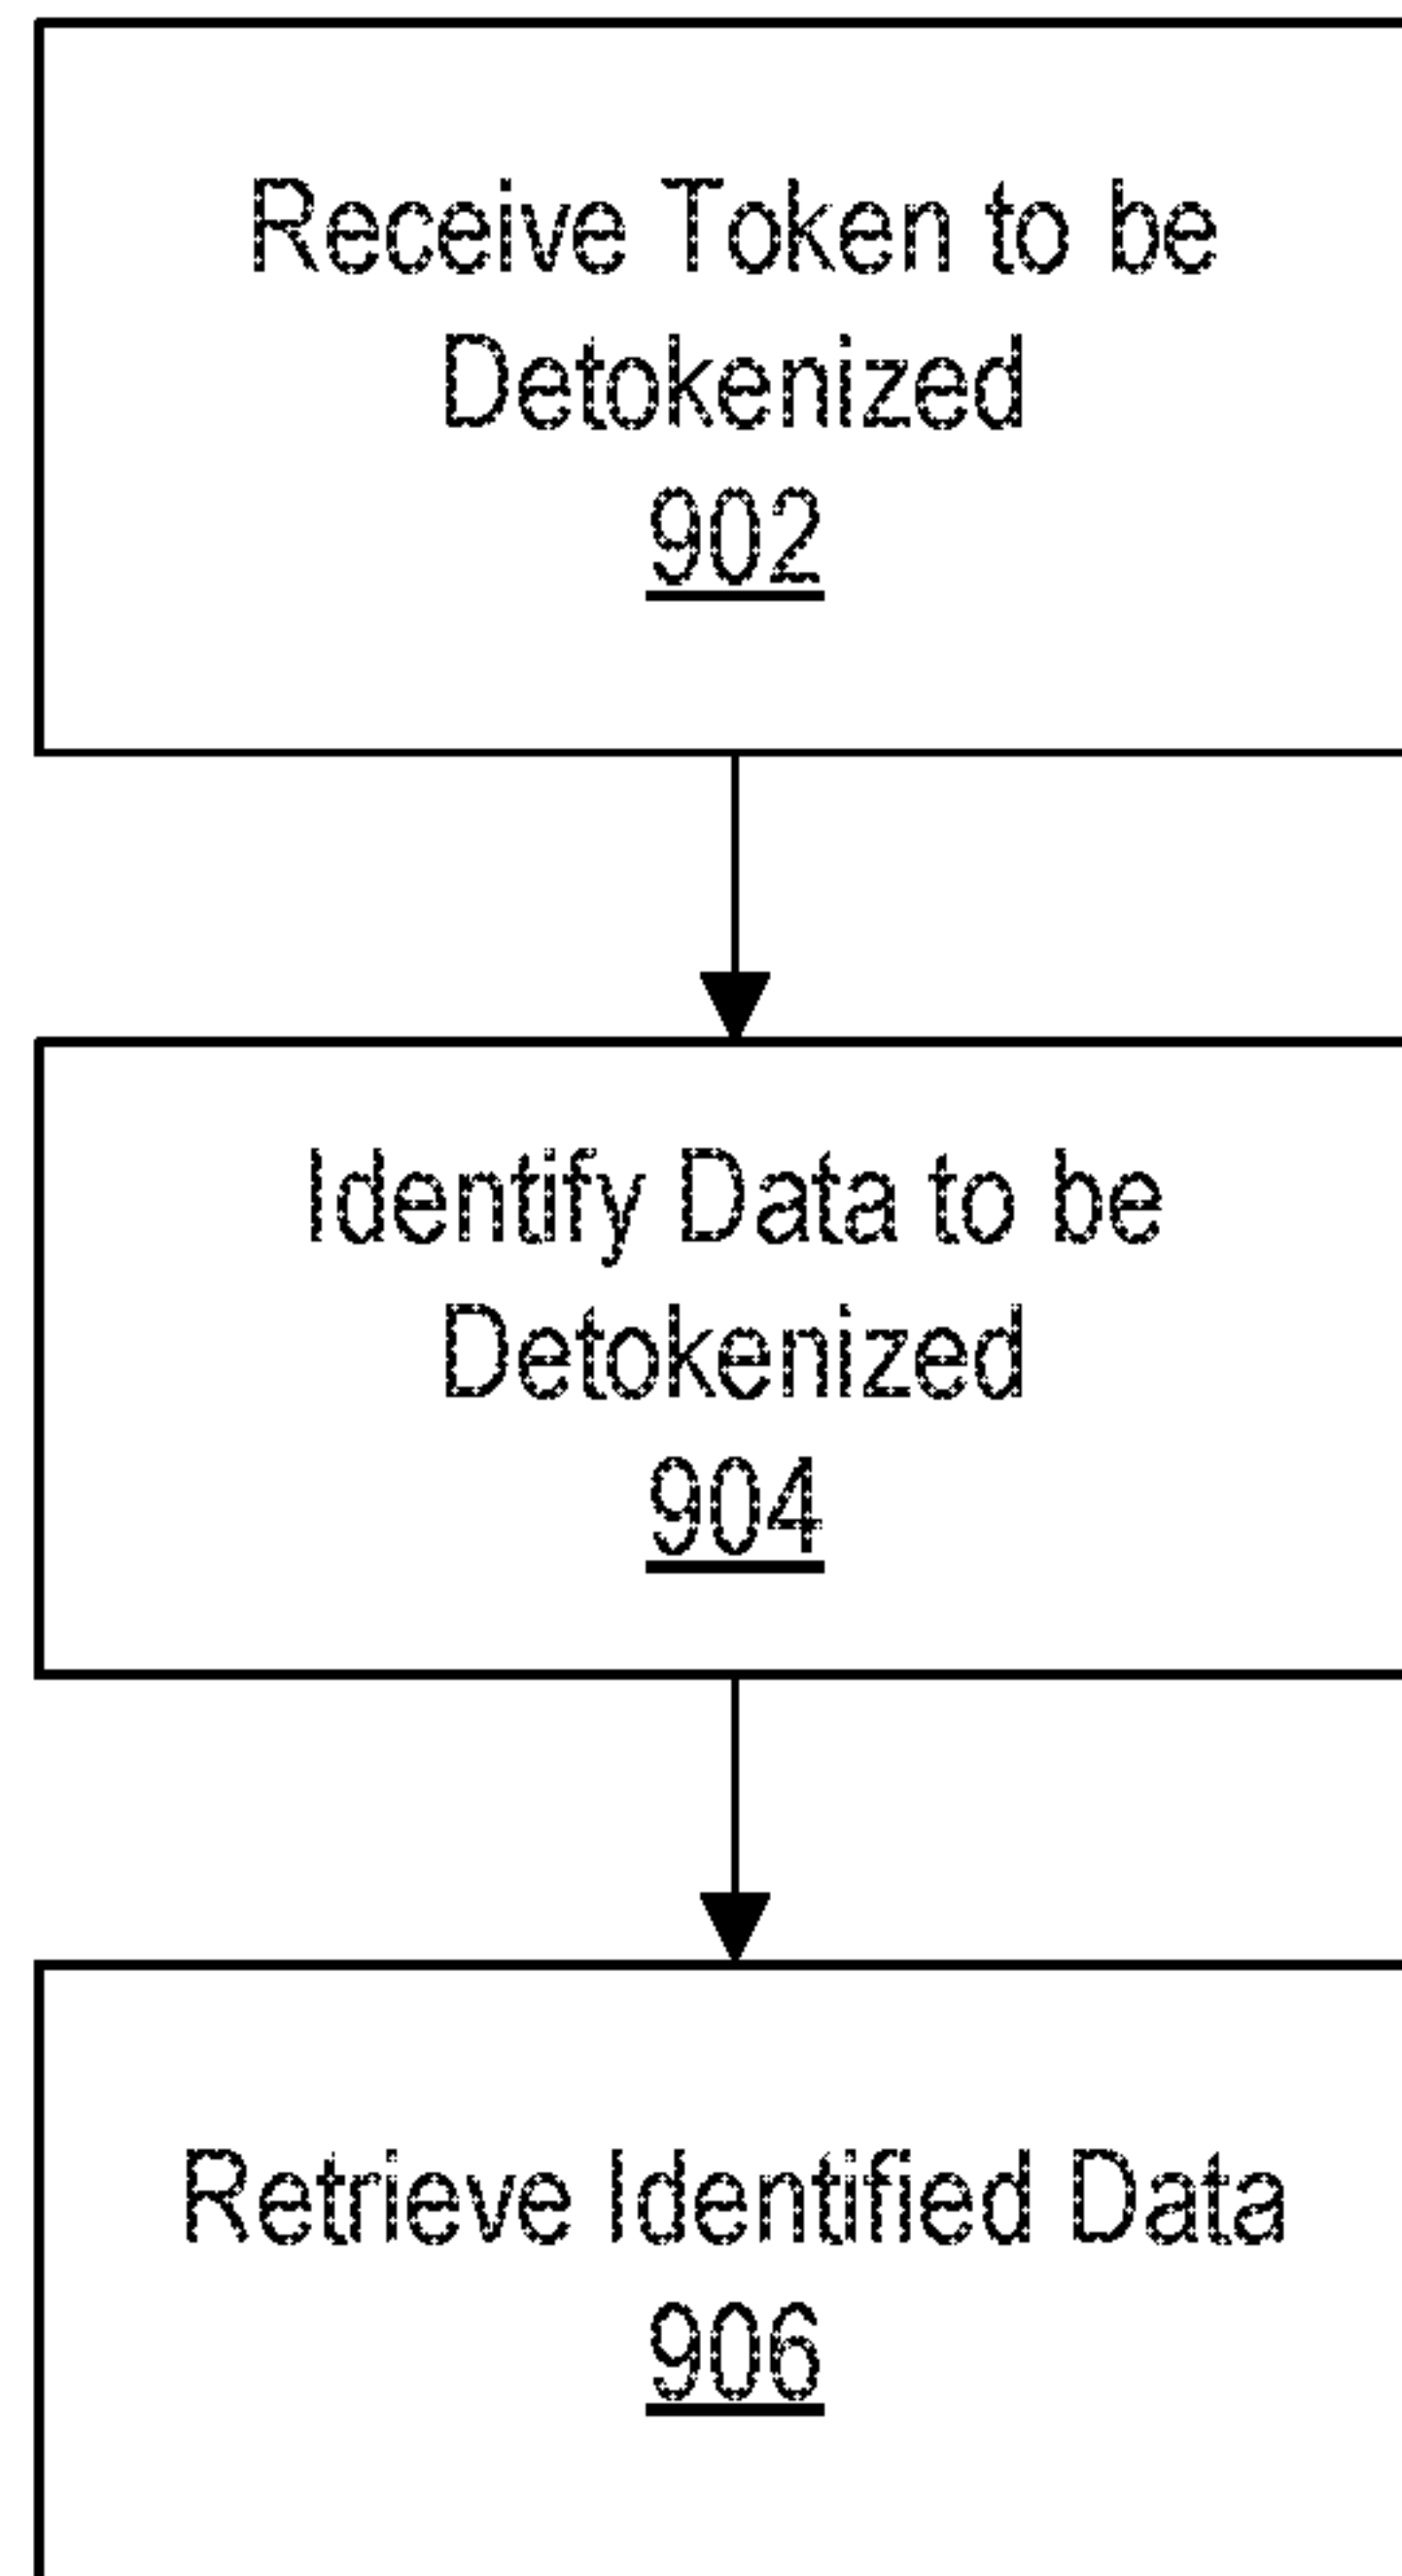 Receive Token to be
Detokenized
902
Identify Data to be
Detokenized
904
Retrieve Identified Data
906